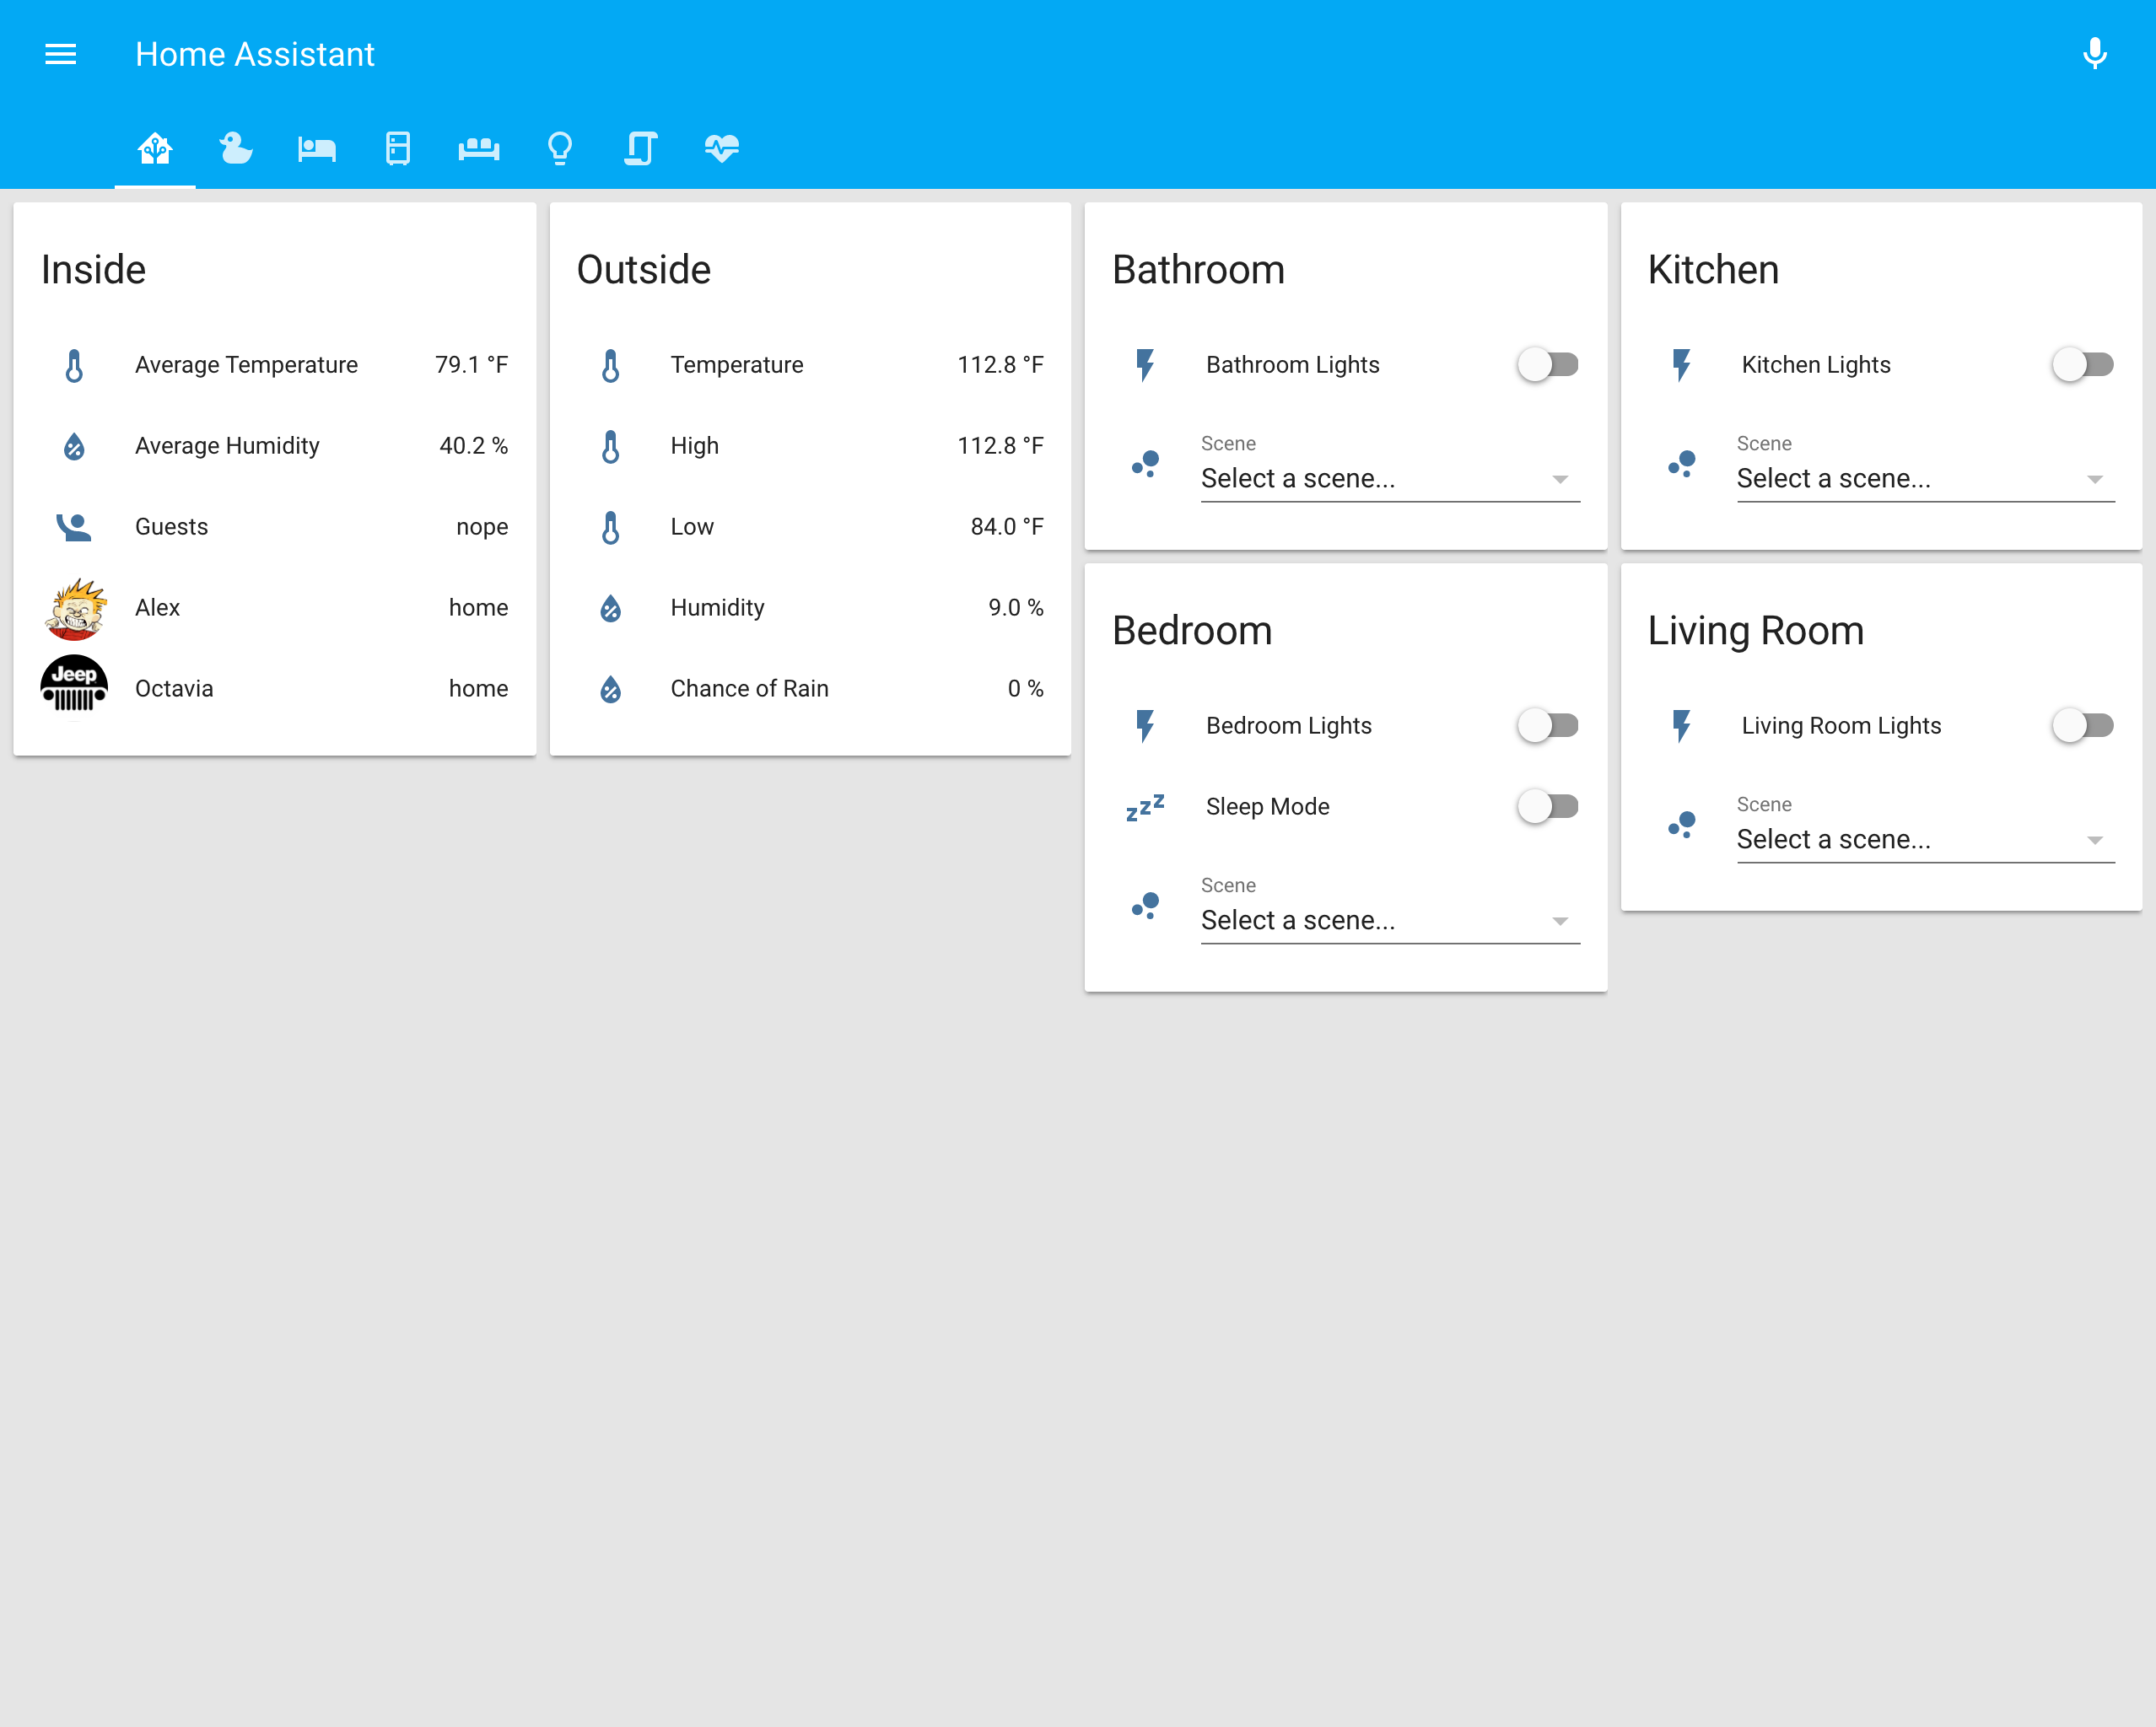 Home Assistant
Inside
Average Temperature 79.1 °F
Average Humidity 40.2 %
Guests nope
Alex home
Jeep
Octavia home
Outside
Temperature 112.8 °F
High 112.8 °F
Low 84.0 °F
Humidity 9.0 %
Chance of Rain 0 %
Bathroom
Bathroom Lights
Scene
Select a scene...
Bedroom
Bedroom Lights
zzz
Sleep Mode
Scene
Select a scene...
Kitchen
Kitchen Lights
Scene
Select a scene...
Living Room
Living Room Lights
Scene
Select a scene...